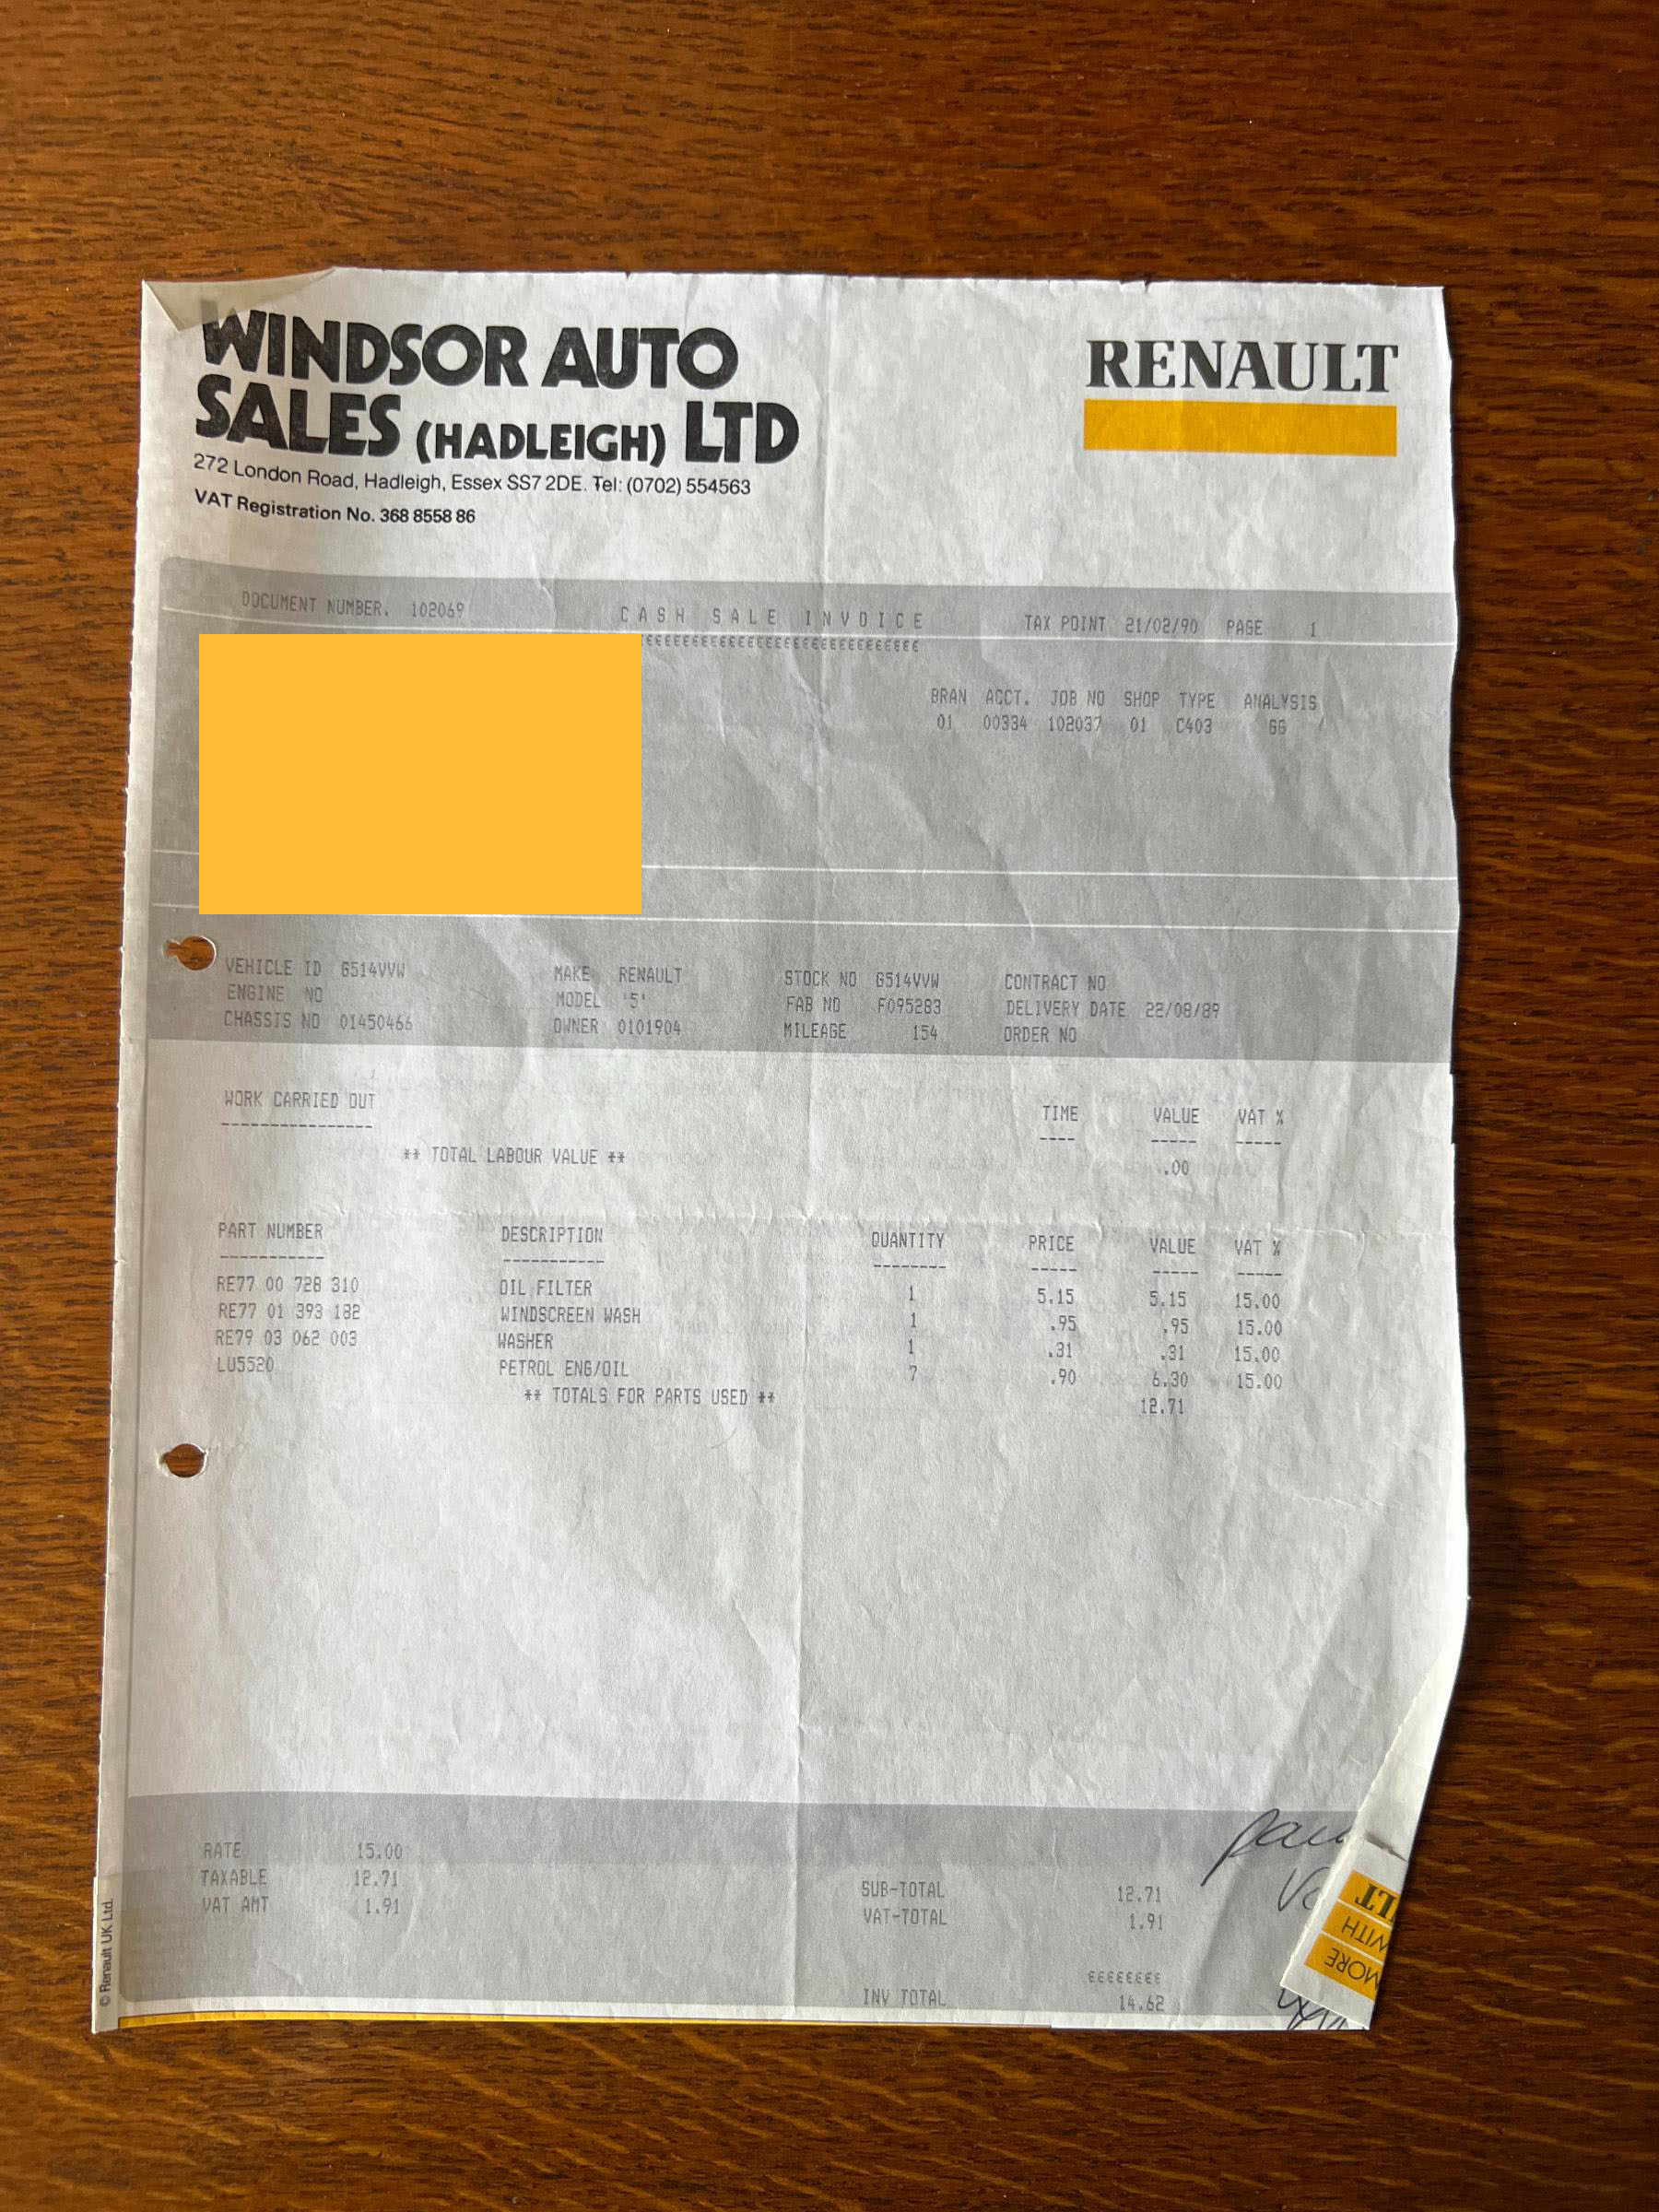 WINDSOR AUTO
SALES (HADLEIGH) LTD
RENAULT
272 London Road, Hadleigh, Essex SS7 2DE. Tel: (0702) 554563
VAT Registration No. 368 8558 86
DOCUMENT NUMBER. 102069 CASH SALE INVOICE TAX POINT 21/02/90 PAGE 1
BRAN ACCT. JOB NO SHOP TYPE ANALYSIS
01 00334 102037 01 C403 GG /
VEHICLE ID G514VVW MAKE RENAULT STOCK NO G514VVW CONTRACT NO
ENGINE NO MODEL '5' FAB NO F095283 DELIVERY DATE 22/08/89
CHASSIS NO 01450466 OWNER 0101904 MILEAGE 154 ORDER NO
WORK CARRIED OUT TIME VALUE VAT %
** TOTAL LABOUR VALUE ** .00
PART NUMBER DESCRIPTION QUANTITY PRICE VALUE VAT %
RE77 00 728 310 OIL FILTER 1 5.15 5.15 15.00
RE77 01 393 182 WINDSCREEN WASH 1 .95 .95 15.00
RE79 03 062 003 WASHER 1 .31 .31 15.00
LU5520 PETROL ENG/OIL 7 .90 6.30 15.00
** TOTALS FOR PARTS USED ** 12.71
RATE 15.00
TAXABLE 12.71 SUB-TOTAL 12.71
VAT AMT 1.91 VAT-TOTAL 1.91
££££££££
INV TOTAL 14.62
© Renault UK Ltd.
LT
WITH
MORE